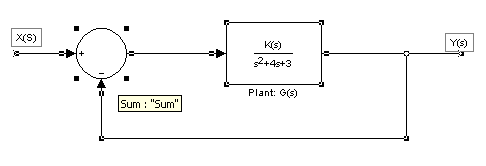 X(S)
Y(s)
+
K(s)
s²+4s+3
−
Plant: G(s)
Sum : "Sum"